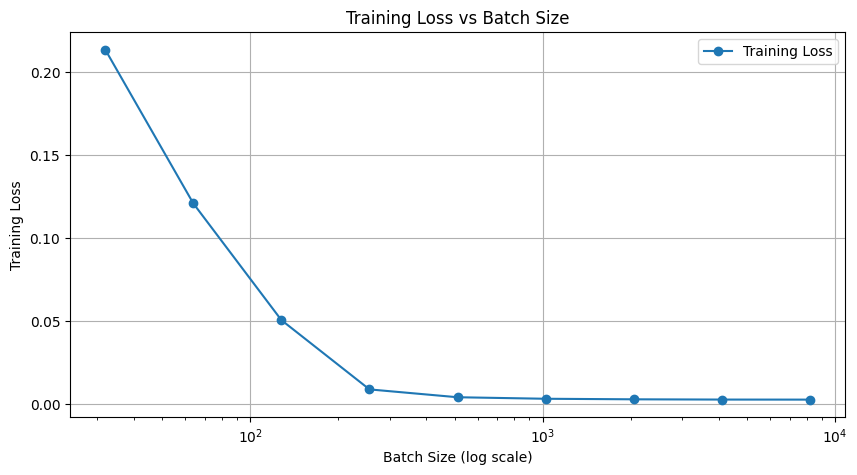 Training Loss vs Batch Size
Training Loss
0.20
0.15
0.10
0.05
0.00
Training Loss
10²
10³
10⁴
Batch Size (log scale)